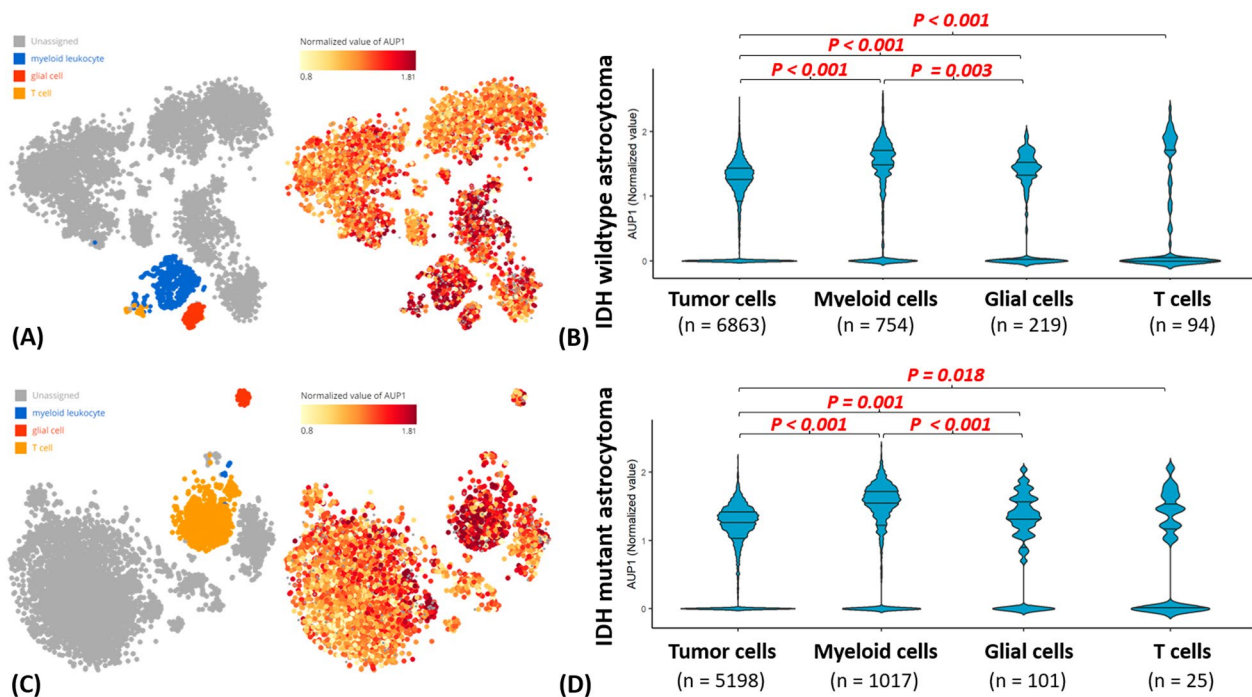 Unassigned
myeloid leukocyte
glial cell
T cell
Normalized value of AUP1
0.8 1.81
(A)
P < 0.001
P < 0.001
P < 0.001 P = 0.003
IDH wildtype astrocytoma
AUP1 (Normalized value)
2
1
0
Tumor cells Myeloid cells Glial cells T cells
(n = 6863) (n = 754) (n = 219) (n = 94)
(B)
Unassigned
myeloid leukocyte
glial cell
T cell
Normalized value of AUP1
0.8 1.81
(C)
P = 0.018
P = 0.001
P < 0.001 P < 0.001
IDH mutant astrocytoma
AUP1 (Normalized value)
2
1
0
Tumor cells Myeloid cells Glial cells T cells
(n = 5198) (n = 1017) (n = 101) (n = 25)
(D)